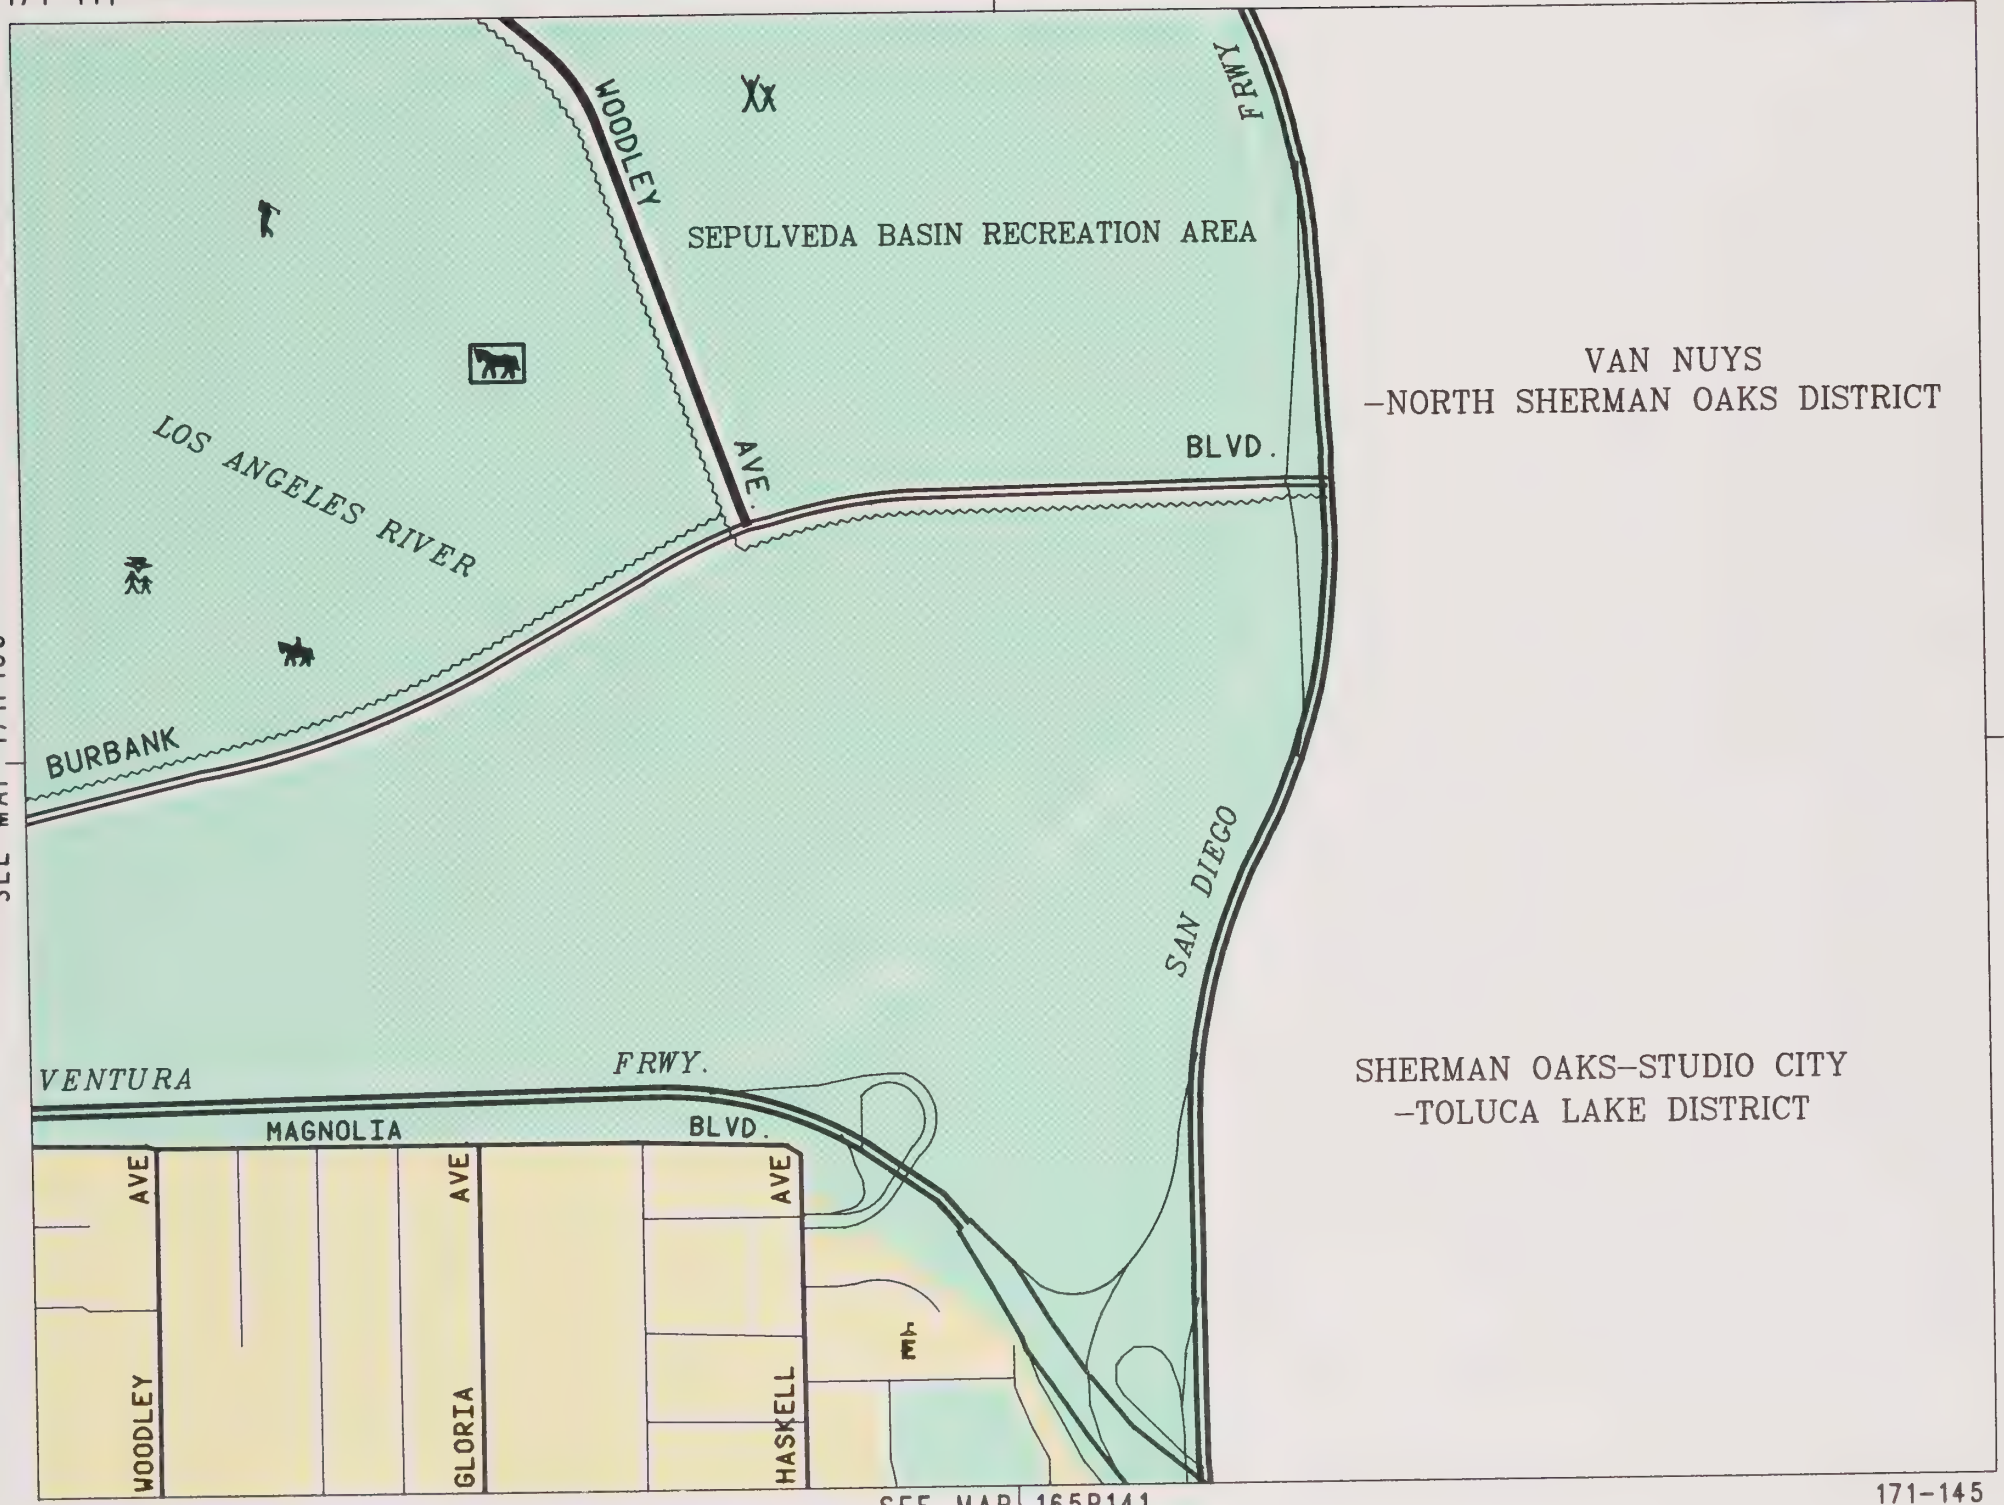 FRWY
WOODLEY
SEPULVEDA BASIN RECREATION AREA
VAN NUYS
-NORTH SHERMAN OAKS DISTRICT
LOS ANGELES RIVER
AVE.
BLVD.
BURBANK
SAN DIEGO
VENTURA
FRWY.
SHERMAN OAKS-STUDIO CITY
-TOLUCA LAKE DISTRICT
MAGNOLIA
BLVD.
AVE
AVE
AVE
WOODLEY
GLORIA
HASKELL
SEE MAP 165B141
171-145